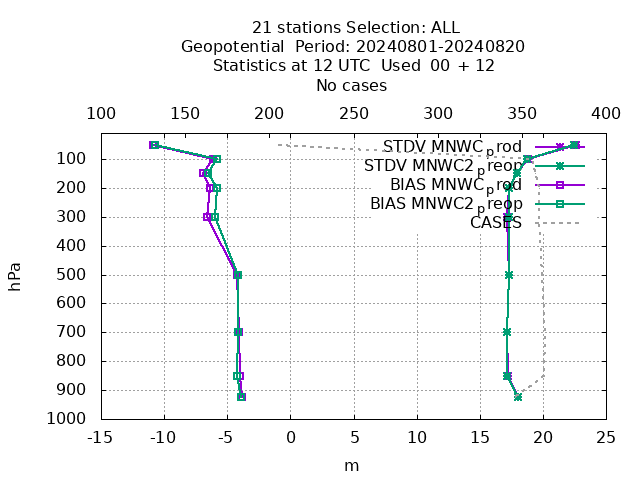 21 stations Selection: ALL
Geopotential  Period: 20240801-20240820
Statistics at 12 UTC  Used  00 + 12
No cases
100 150 200 250 300 350 400
STDV MNWC_prod
STDV MNWC2_preop
BIAS MNWC_prod
BIAS MNWC2_preop
CASES
hPa
100
200
300
400
500
600
700
800
900
1000
-15 -10 -5 0 5 10 15 20 25
m